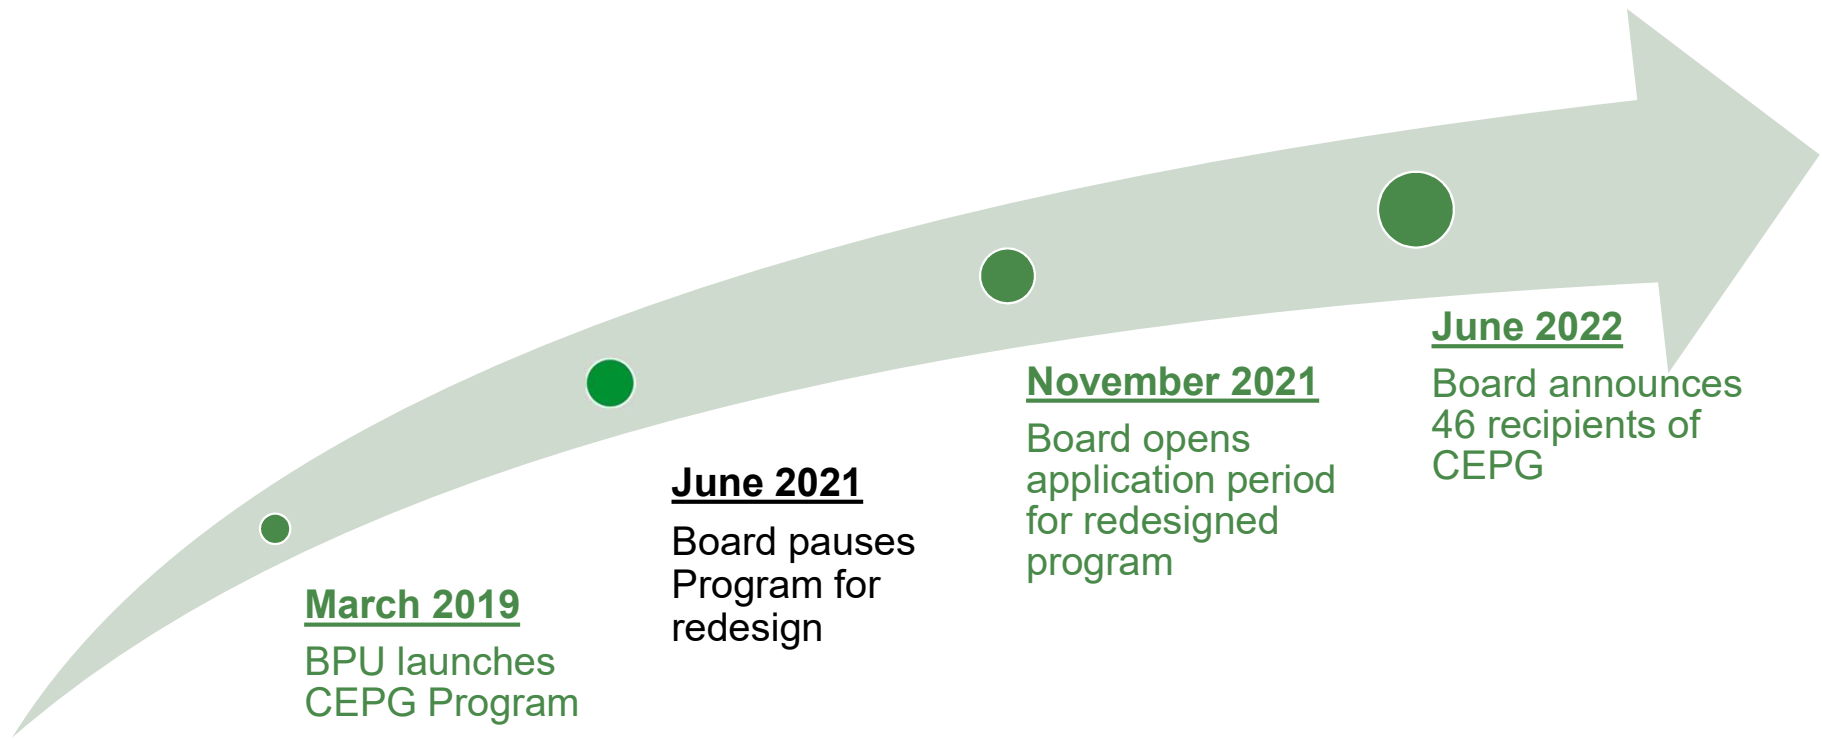 March 2019
BPU launches
CEPG Program
June 2021
Board pauses
Program for
redesign
November 2021
Board opens
application period
for redesigned
program
June 2022
Board announces
46 recipients of
CEPG